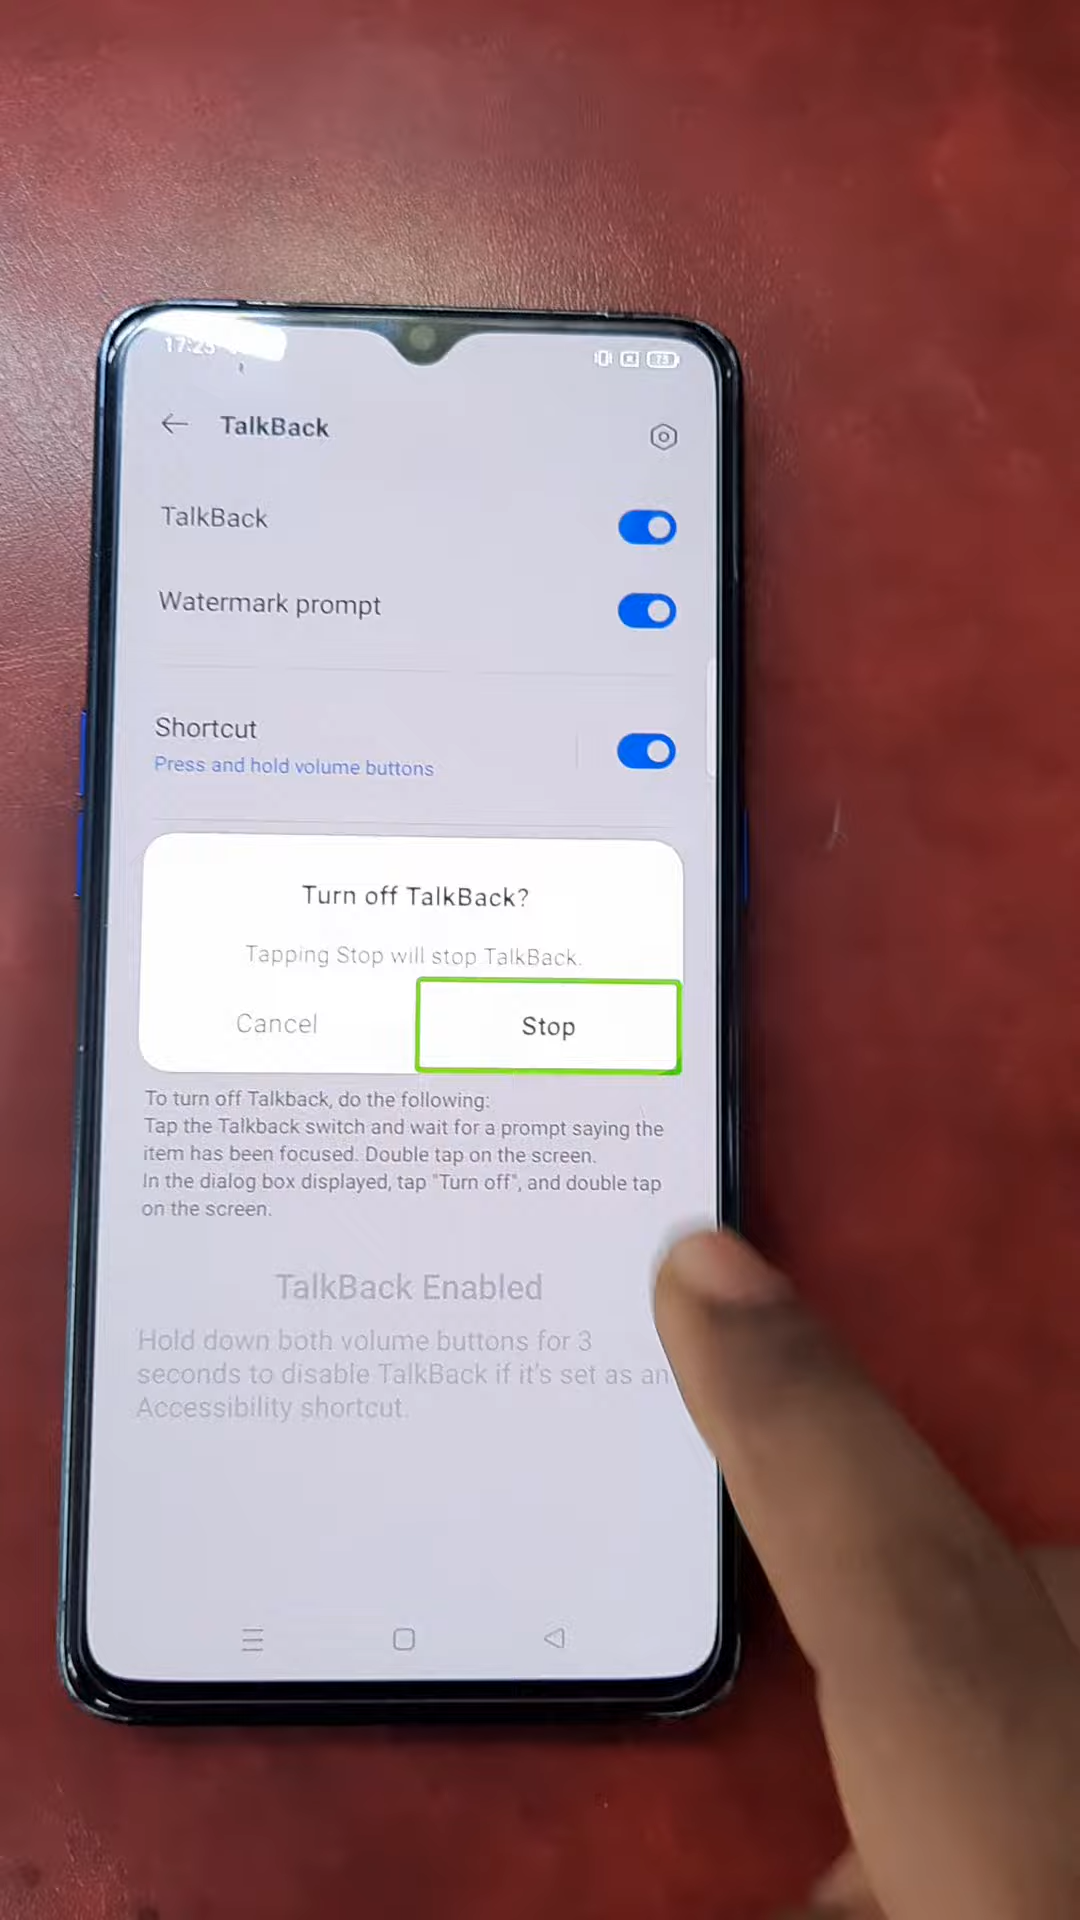 17:25
75
TalkBack
TalkBack
Watermark prompt
Shortcut
Press and hold volume buttons
Turn off TalkBack?
Tapping Stop will stop TalkBack.
Cancel
Stop
To turn off Talkback, do the following:
Tap the Talkback switch and wait for a prompt saying the
item has been focused. Double tap on the screen.
In the dialog box displayed, tap "Turn off", and double tap
on the screen.
TalkBack Enabled
Hold down both volume buttons for 3
seconds to disable TalkBack if it's set as an
Accessibility shortcut.